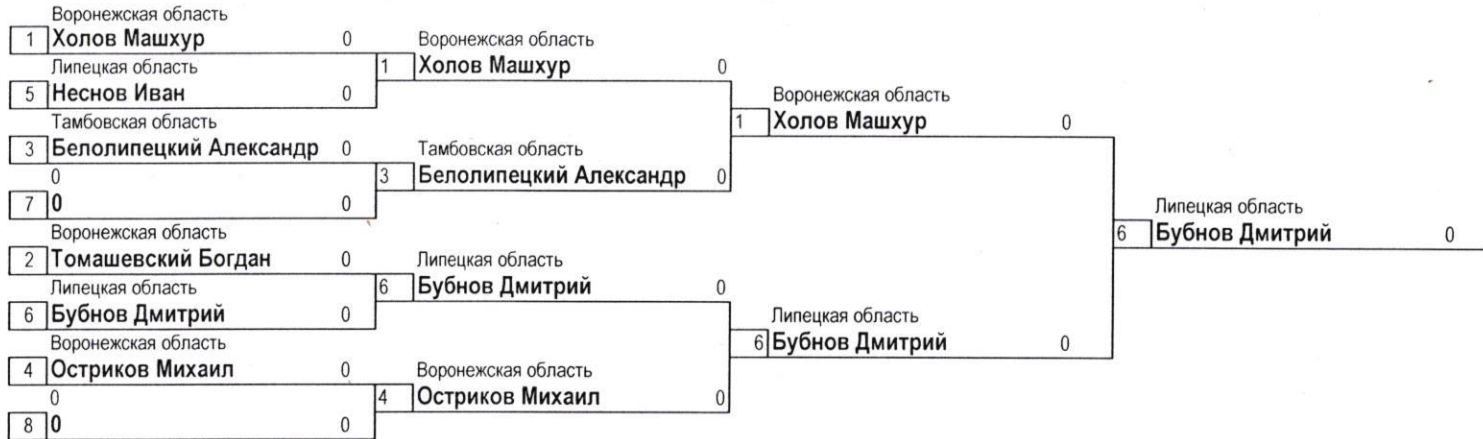 Воронежская область
1 Холов Машхур 0
Липецкая область
5 Неснов Иван 0
Тамбовская область
3 Белолипецкий Александр 0
0
7 0 0
Воронежская область
2 Томашевский Богдан 0
Липецкая область
6 Бубнов Дмитрий 0
Воронежская область
4 Остриков Михаил 0
0
8 0 0
Воронежская область
1 Холов Машхур 0
Тамбовская область
3 Белолипецкий Александр 0
Липецкая область
6 Бубнов Дмитрий 0
Воронежская область
4 Остриков Михаил 0
Воронежская область
1 Холов Машхур 0
Липецкая область
6 Бубнов Дмитрий 0
Липецкая область
6 Бубнов Дмитрий 0